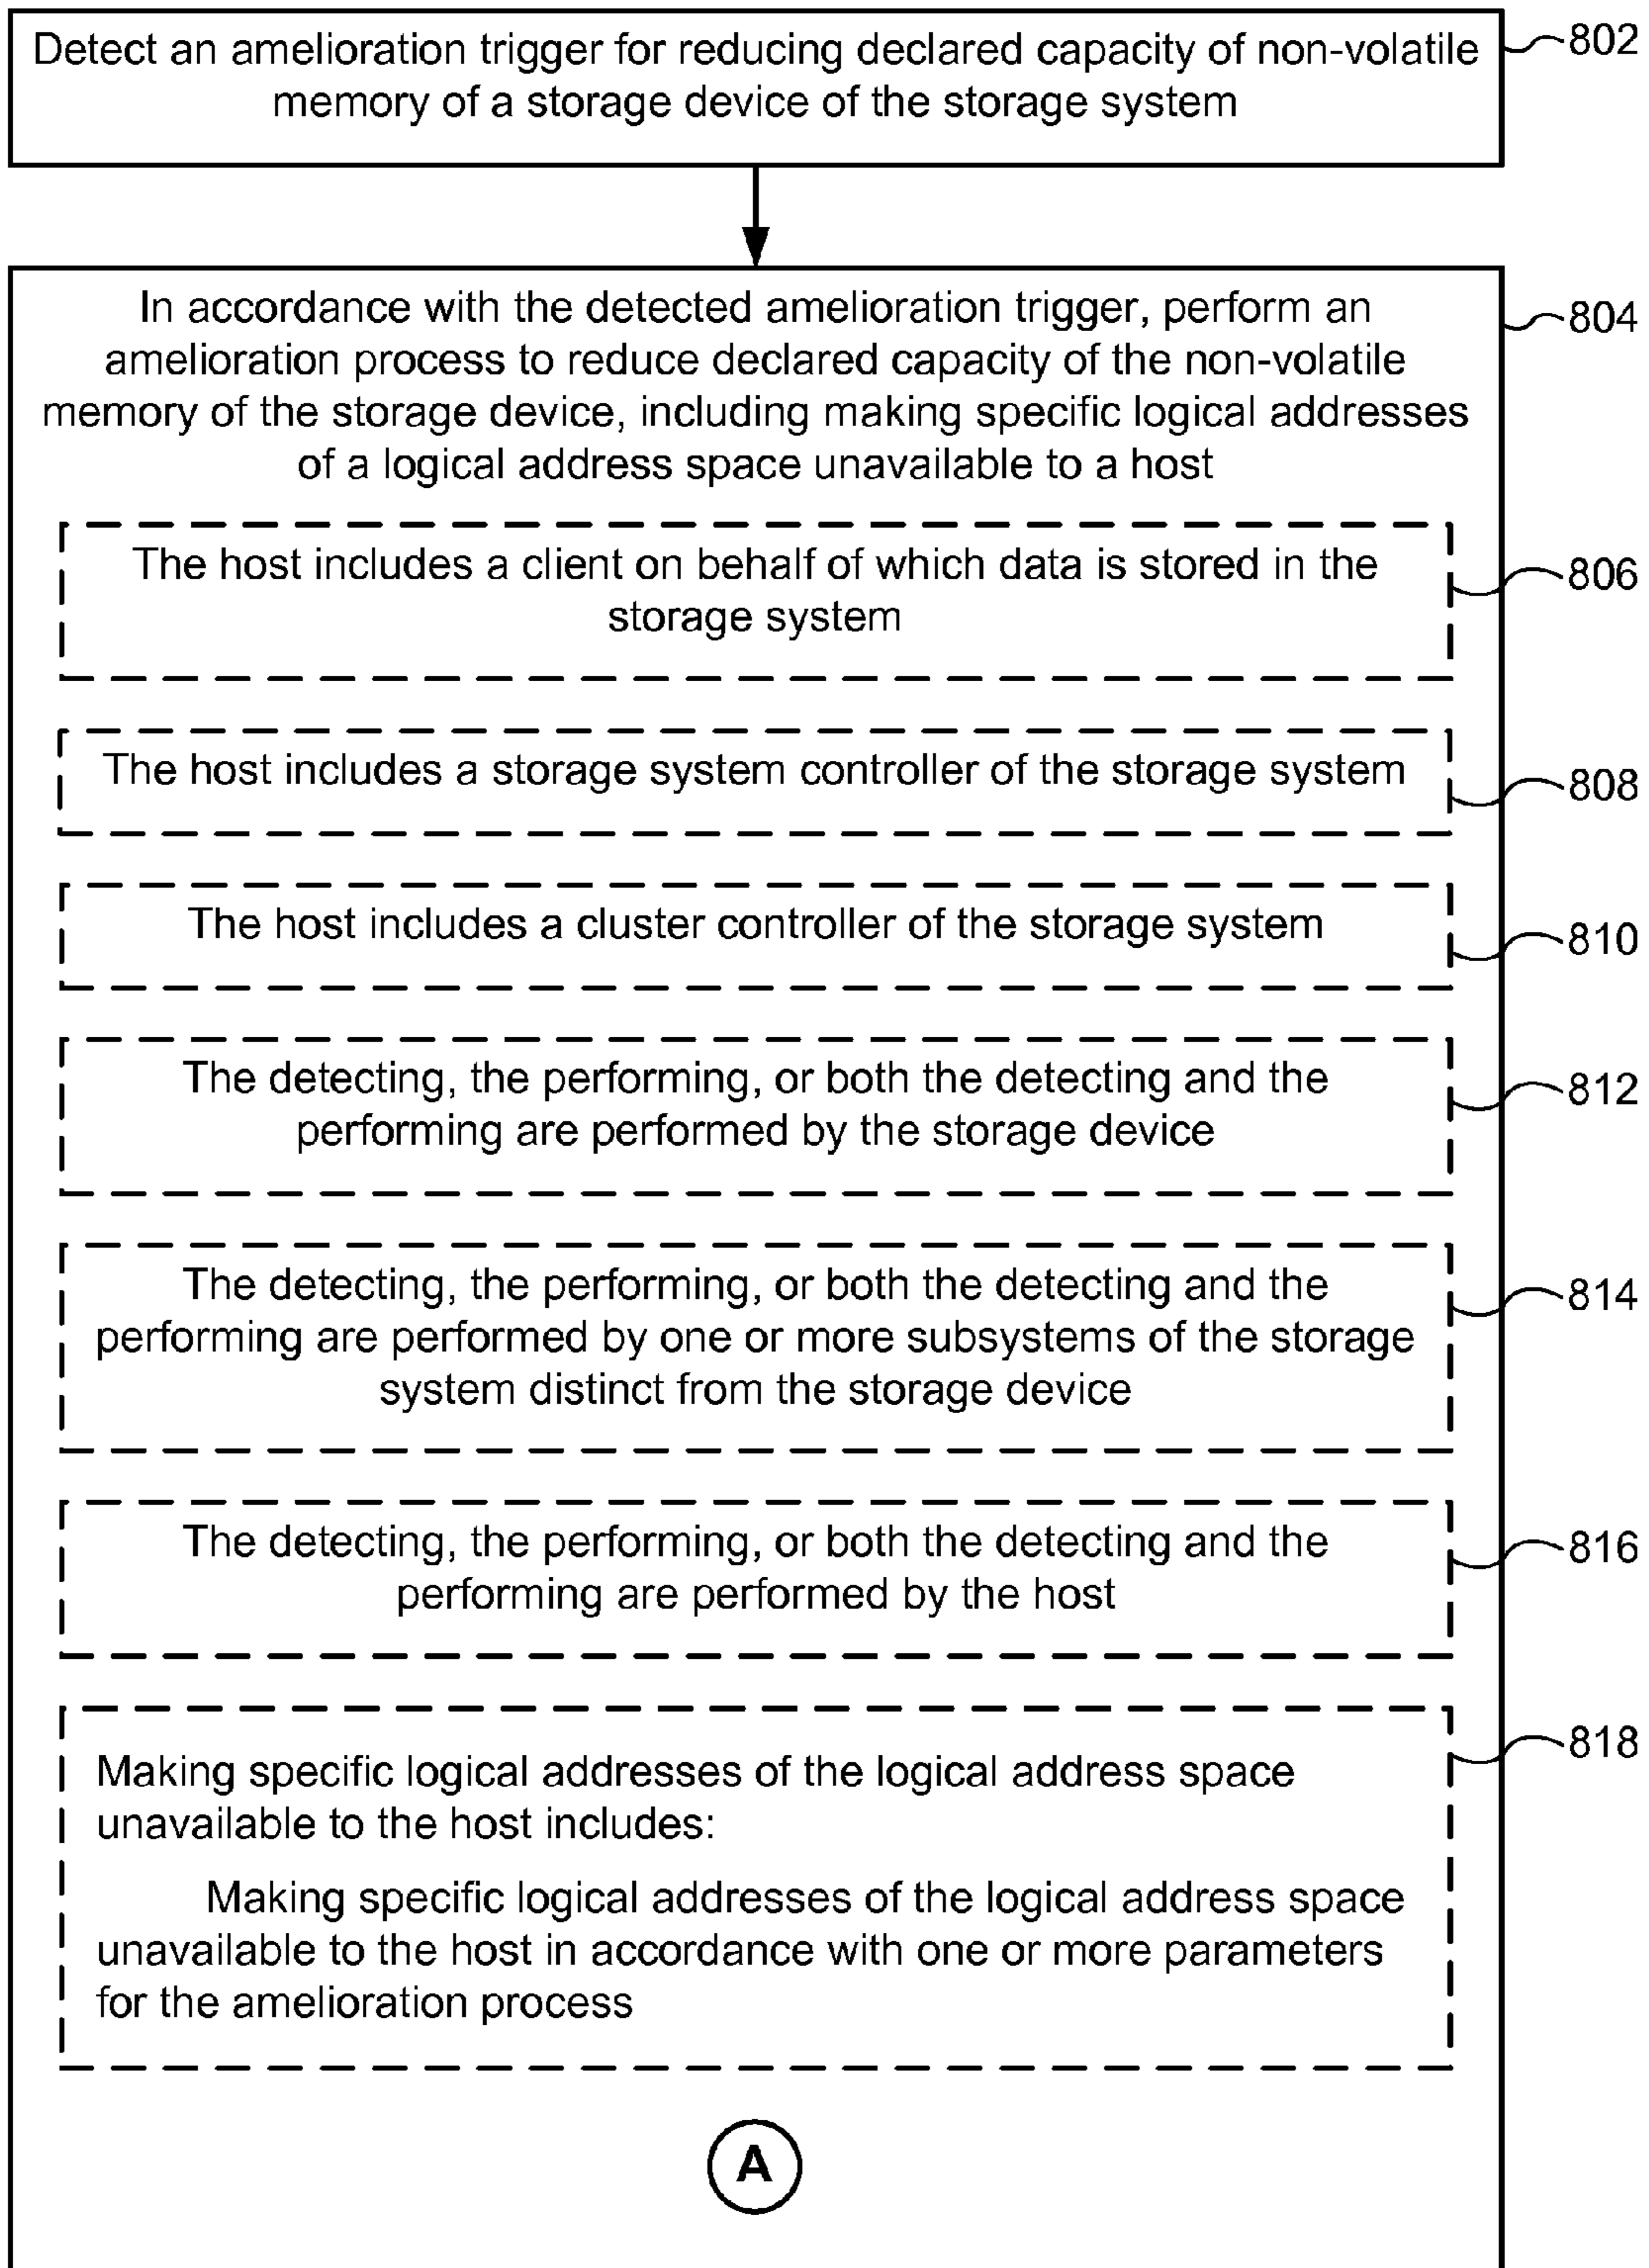 Detect an amelioration trigger for reducing declared capacity of non-volatile
memory of a storage device of the storage system
802
In accordance with the detected amelioration trigger, perform an
amelioration process to reduce declared capacity of the non-volatile
memory of the storage device, including making specific logical addresses
of a logical address space unavailable to a host
804
The host includes a client on behalf of which data is stored in the
storage system
806
The host includes a storage system controller of the storage system
808
The host includes a cluster controller of the storage system
810
The detecting, the performing, or both the detecting and the
performing are performed by the storage device
812
The detecting, the performing, or both the detecting and the
performing are performed by one or more subsystems of the storage
system distinct from the storage device
814
The detecting, the performing, or both the detecting and the
performing are performed by the host
816
Making specific logical addresses of the logical address space
unavailable to the host includes:
Making specific logical addresses of the logical address space
unavailable to the host in accordance with one or more parameters
for the amelioration process
818
A